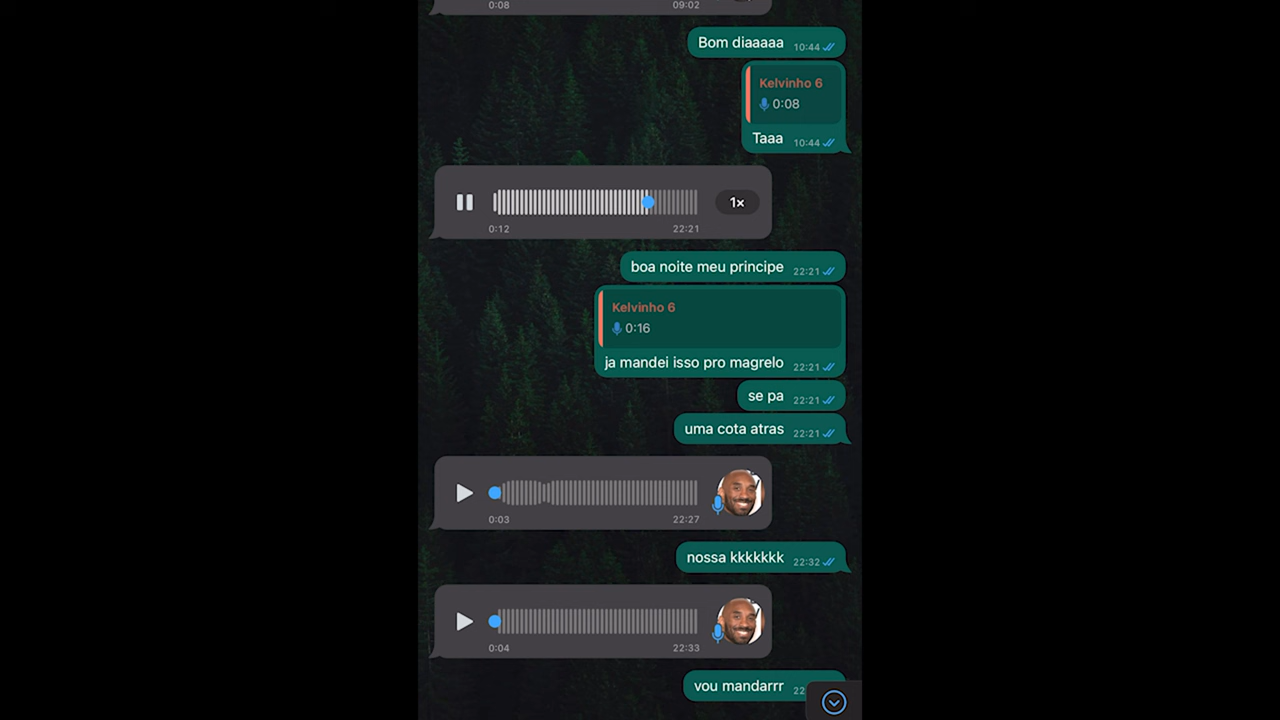 0:08 09:02
Bom diaaaaa 10:44
Kelvinho 6
0:08
Taaa 10:44
1×
0:12 22:21
boa noite meu principe 22:21
Kelvinho 6
0:16
ja mandei isso pro magrelo 22:21
se pa 22:21
uma cota atras 22:21
0:03 22:27
nossa kkkkkkk 22:32
0:04 22:33
vou mandarrr 22